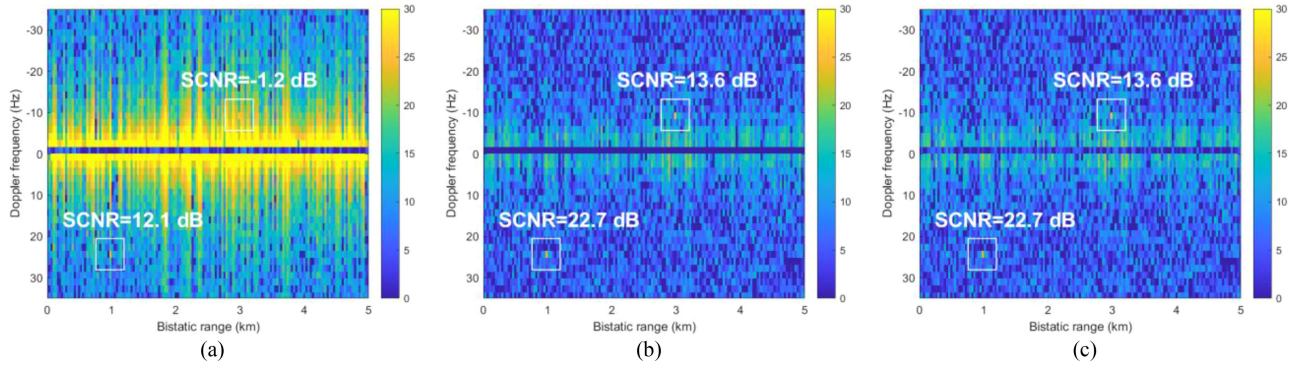 -30
-20
-10
0
10
20
30
Doppler frequency (Hz)
SCNR=-1.2 dB
SCNR=12.1 dB
0 1 2 3 4 5
Bistatic range (km)
30
25
20
15
10
5
0
(a)
-30
-20
-10
0
10
20
30
Doppler frequency (Hz)
SCNR=13.6 dB
SCNR=22.7 dB
0 1 2 3 4 5
Bistatic range (km)
30
25
20
15
10
5
0
(b)
-30
-20
-10
0
10
20
30
Doppler frequency (Hz)
SCNR=13.6 dB
SCNR=22.7 dB
0 1 2 3 4 5
Bistatic range (km)
30
25
20
15
10
5
0
(c)